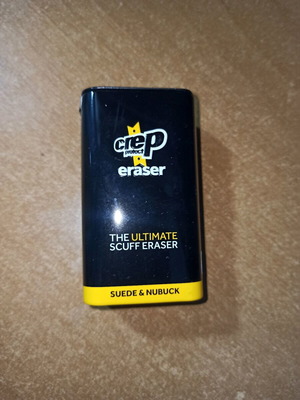 crep
protect
eraser
THE ULTIMATE
SCUFF ERASER
SUEDE & NUBUCK